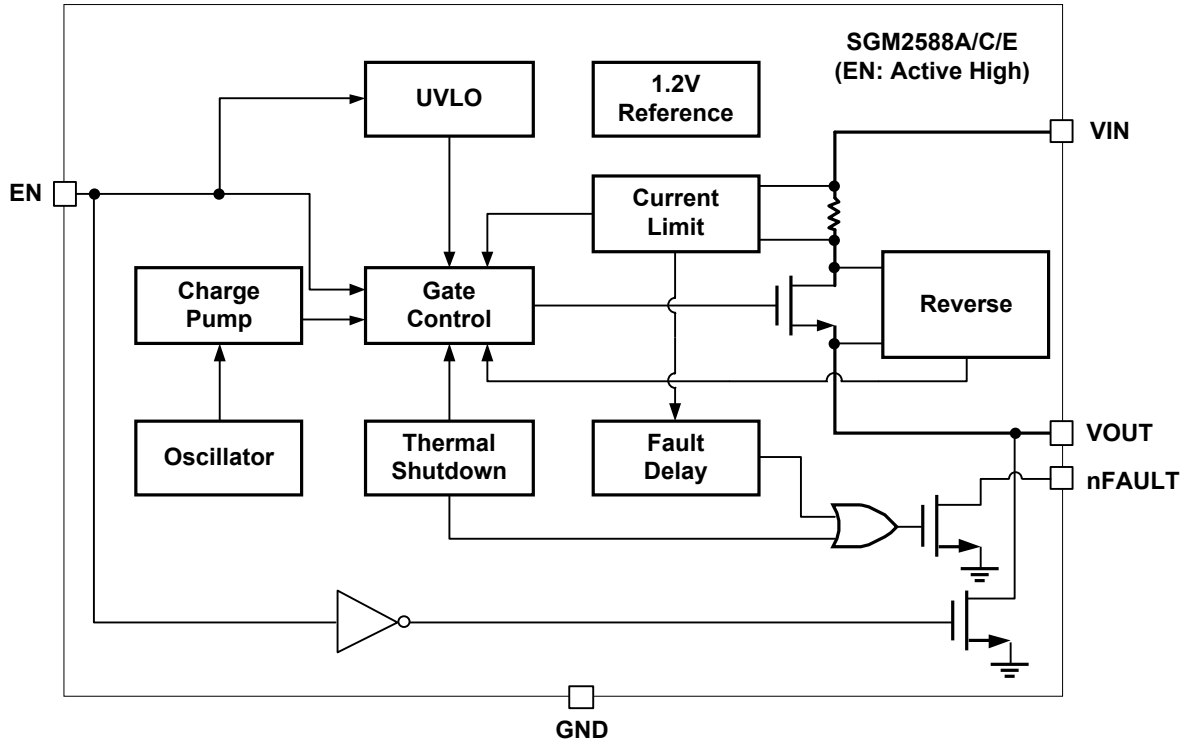 SGM2588A/C/E
(EN: Active High)
UVLO
1.2V
Reference
VIN
EN
Current
Limit
Charge
Pump
Gate
Control
Reverse
Oscillator
Thermal
Shutdown
Fault
Delay
VOUT
nFAULT
GND